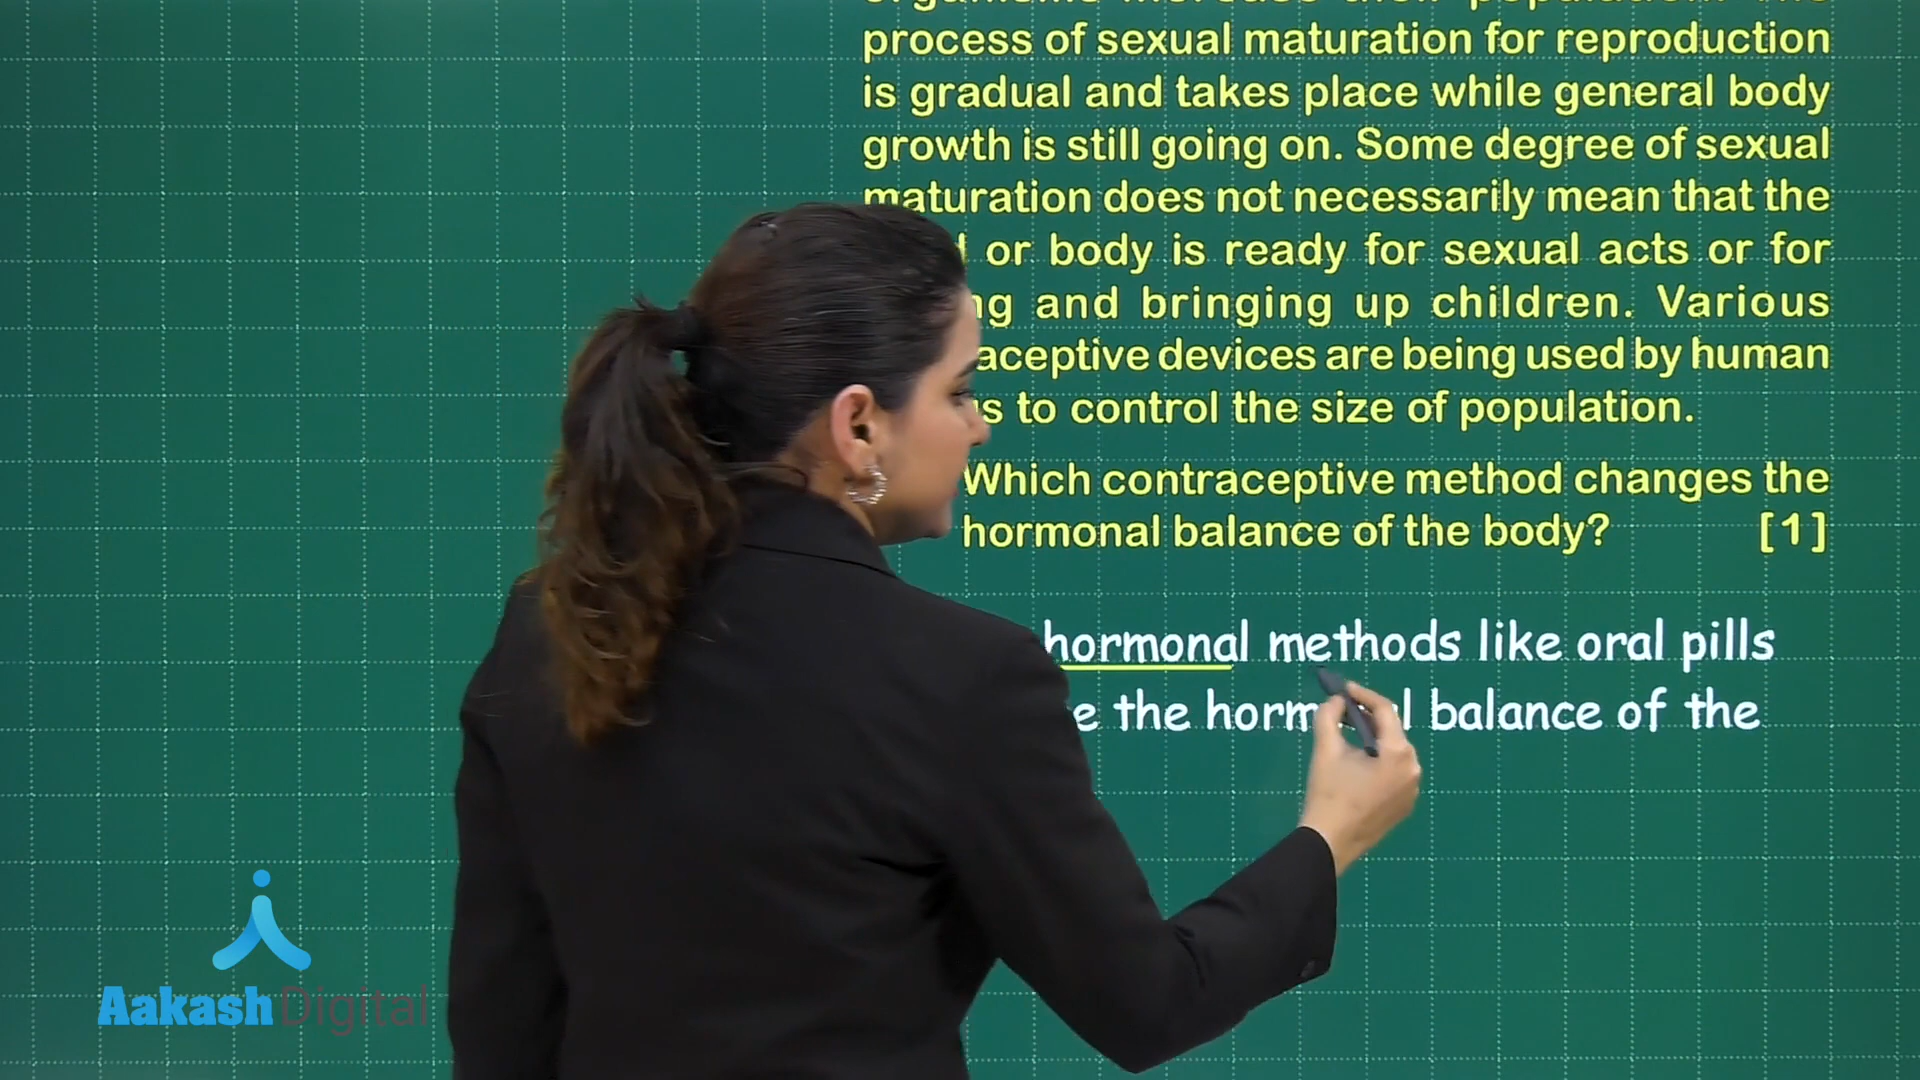 process of sexual maturation for reproduction
is gradual and takes place while general body
growth is still going on. Some degree of sexual
maturation does not necessarily mean that the
or body is ready for sexual acts or for
and bringing up children. Various
devices are being used by human
to control the size of population.
Which contraceptive method changes the
hormonal balance of the body? [1]
hormonal methods like oral pills
the hormonal balance of the
Aakash Digital